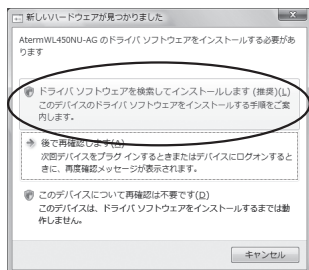 新しいハードウェアが見つかりました
AtermWL450NU-AG のドライバ ソフトウェアをインストールする必要があ
ります
ドライバ ソフトウェアを検索してインストールします (推奨)(L)
このデバイスのドライバ ソフトウェアをインストールする手順をご案
内します。
後で再確認します(A)
次回デバイスをプラグ インするときまたはデバイスにログオンすると
きに、再度確認メッセージが表示されます。
このデバイスについて再確認は不要です(D)
このデバイスは、ドライバ ソフトウェアをインストールするまでは動
作しません。
キャンセル